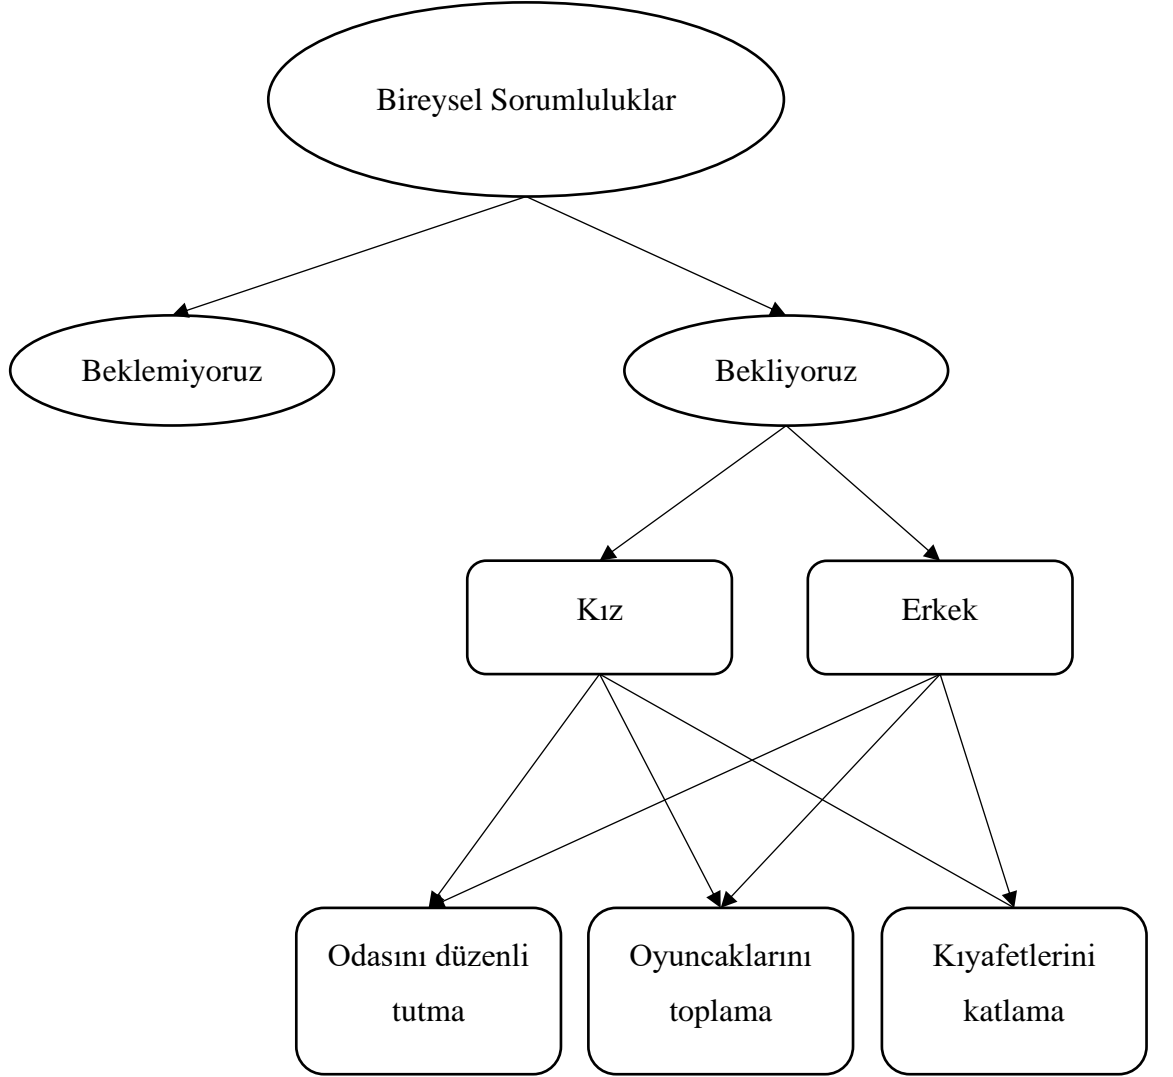 Bireysel Sorumluluklar
Beklemiyoruz
Bekliyoruz
Kız
Erkek
Odasını düzenli
tutma
Oyuncaklarını
toplama
Kıyafetlerini
katlama